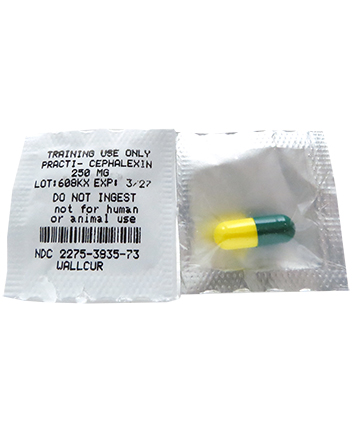 TRAINING USE ONLY
PRACTI- CEPHALEXIN
250 MG
LOT:608KX EXP: 3/27
DO NOT INGEST
not for human
or animal use
NDC 2275-3935-73
WALLCUR